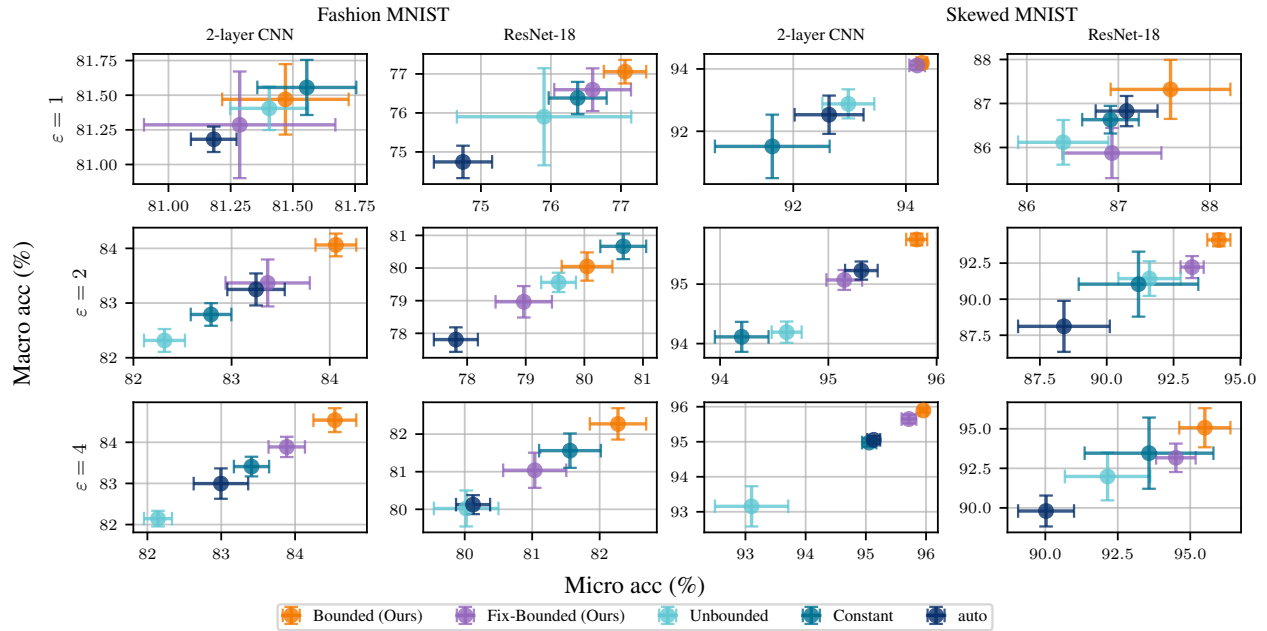 Fashion MNIST Skewed MNIST
2-layer CNN ResNet-18 2-layer CNN ResNet-18
Macro acc (%)
ε = 1
81.75
81.50
81.25
81.00
81.00 81.25 81.50 81.75
77
76
75
75 76 77
94
92
92 94
88
87
86
86 87 88
ε = 2
84
83
82
82 83 84
81
80
79
78
78 79 80 81
95
94
94 95 96
92.5
90.0
87.5
87.5 90.0 92.5 95.0
ε = 4
84
83
82
82 83 84
82
81
80
80 81 82
96
95
94
93
93 94 95 96
95.0
92.5
90.0
90.0 92.5 95.0
Micro acc (%)
Bounded (Ours) Fix-Bounded (Ours) Unbounded Constant auto